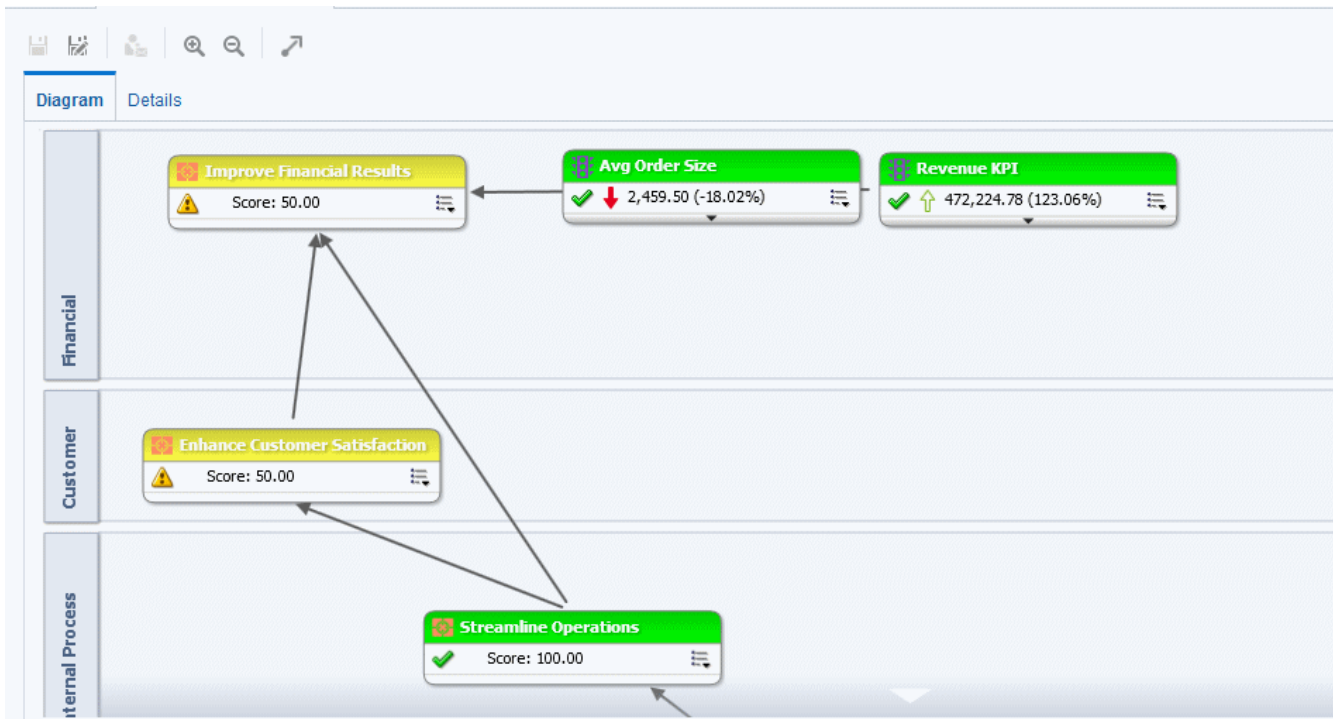 Diagram
Details
Improve Financial Results
Score: 50.00
Avg Order Size
2,459.50 (-18.02%)
Revenue KPI
472,224.78 (123.06%)
Financial
Customer
Enhance Customer Satisfaction
Score: 50.00
nternal Process
Streamline Operations
Score: 100.00